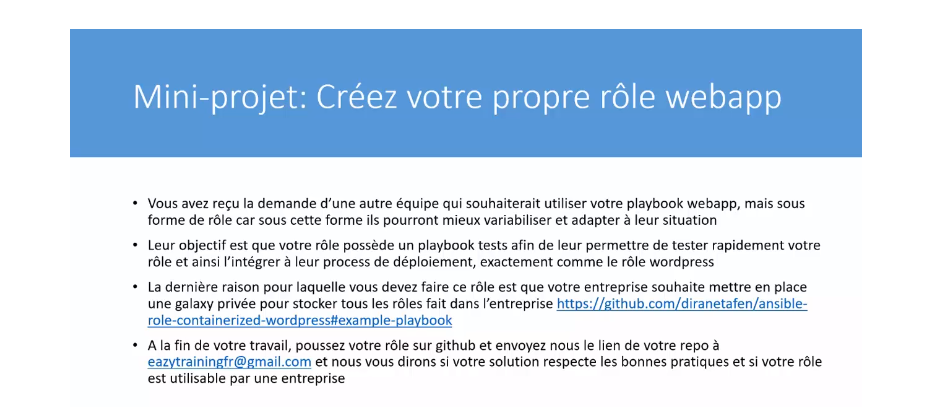 Mini-projet: Créez votre propre rôle webapp
• Vous avez reçu la demande d'une autre équipe qui souhaiterait utiliser votre playbook webapp, mais sous
forme de rôle car sous cette forme ils pourront mieux variabiliser et adapter à leur situation
• Leur objectif est que votre rôle possède un playbook tests afin de leur permettre de tester rapidement votre
rôle et ainsi l'intégrer à leur process de déploiement, exactement comme le rôle wordpress
• La dernière raison pour laquelle vous devez faire ce rôle est que votre entreprise souhaite mettre en place
une galaxy privée pour stocker tous les rôles fait dans l'entreprise https://github.com/diranetafen/ansible-
role-containerized-wordpress#example-playbook
• A la fin de votre travail, poussez votre rôle sur github et envoyez nous le lien de votre repo à
eazytrainingfr@gmail.com et nous vous dirons si votre solution respecte les bonnes pratiques et si votre rôle
est utilisable par une entreprise